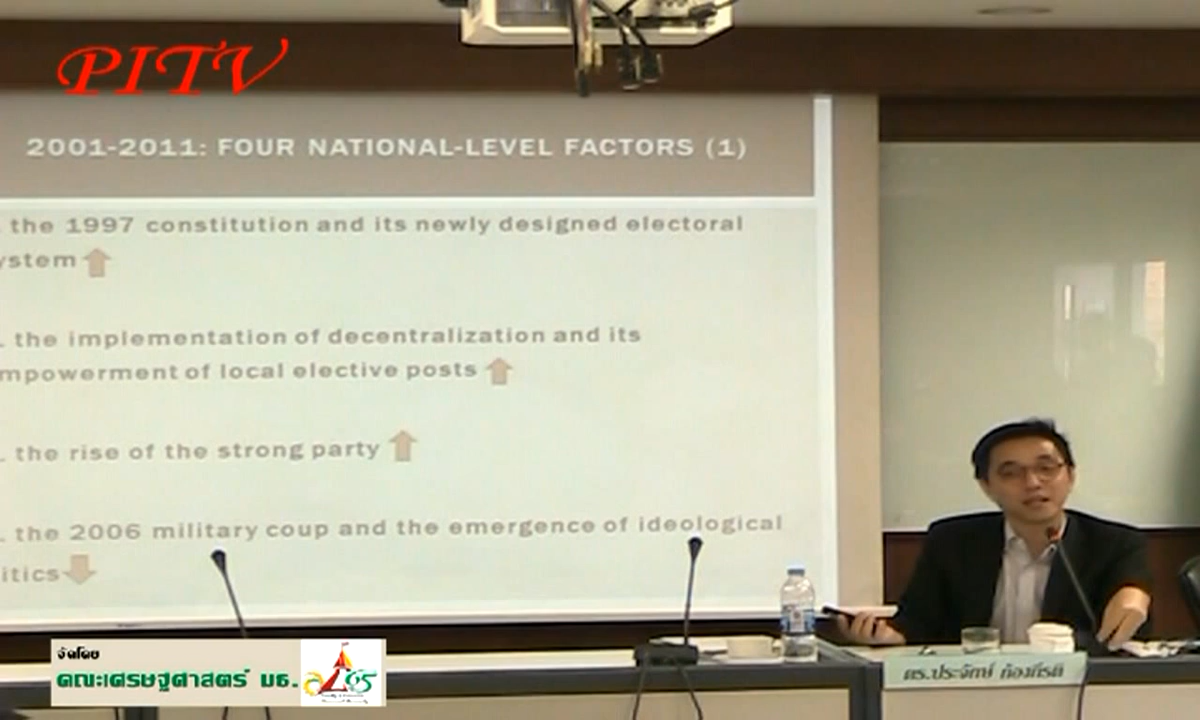 PITV
2001-2011: FOUR NATIONAL-LEVEL FACTORS (1)
. the 1997 constitution and its newly designed electoral
ystem
. the implementation of decentralization and its
mpowerment of local elective posts
. the rise of the strong party
. the 2006 military coup and the emergence of ideological
itics
จัดโดย
คณะเศรษฐศาสตร์ มธ.
ดร.ประจักษ์ ก้องกีรติ